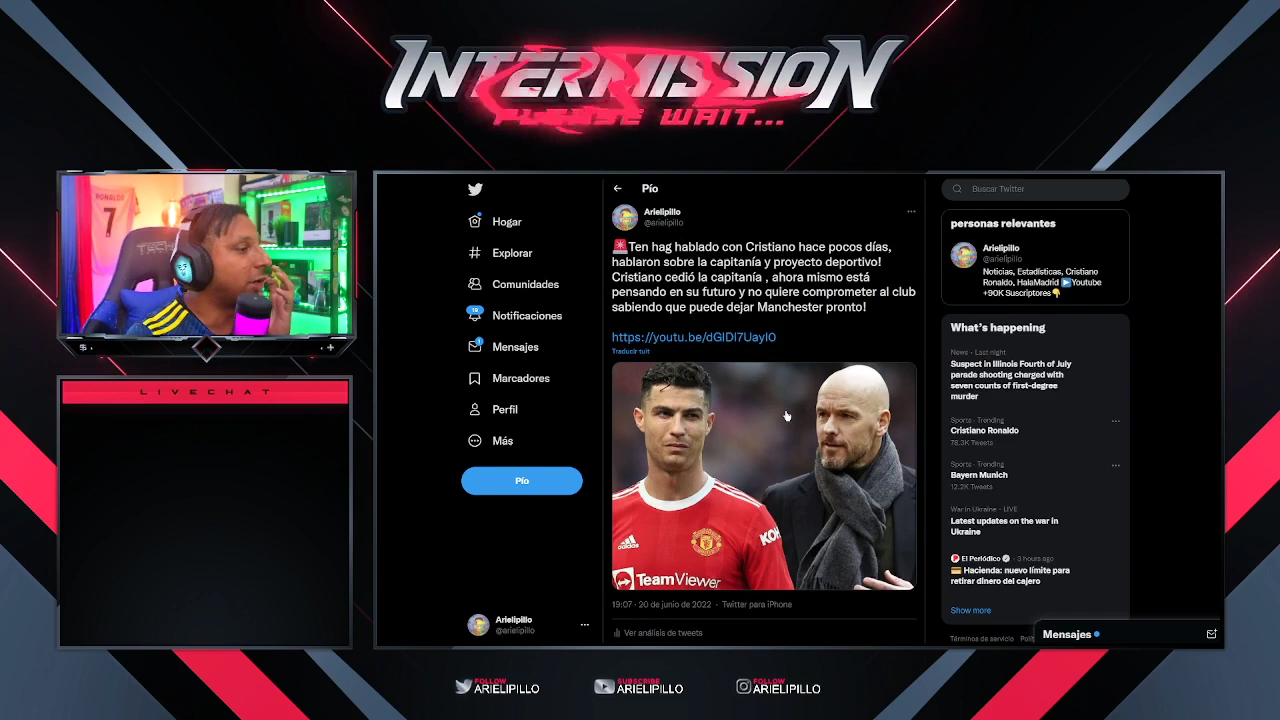 INTERMISSION
PLEASE WAIT...
RONALDO
7
TECH
LIVECHAT
Hogar
Explorar
Comunidades
Notificaciones
Mensajes
Marcadores
Perfil
Más
Pío
Arielipillo
@arielipillo
Pío
Arielipillo
@arielipillo
🚨Ten hag hablado con Cristiano hace pocos días,
hablaron sobre la capitanía y proyecto deportivo!
Cristiano cedió la capitanía , ahora mismo está
pensando en su futuro y no quiere comprometer al club
sabiendo que puede dejar Manchester pronto!
https://youtu.be/dGIDI7UayI0
Traducir tuit
adidas
KOH
TeamViewer
19:07 · 20 de junio de 2022 · Twitter para iPhone
Ver análisis de tweets
Buscar Twitter
personas relevantes
Arielipillo
@arielipillo
Noticias, Estadísticas, Cristiano
Ronaldo, HalaMadrid ▶️Youtube
+90K Suscriptores👇
What's happening
News · Last night
Suspect in Illinois Fourth of July
parade shooting charged with
seven counts of first-degree
murder
Sports · Trending
Cristiano Ronaldo
78.3K Tweets
Sports · Trending
Bayern Munich
12.2K Tweets
War in Ukraine · LIVE
Latest updates on the war in
Ukraine
El Periódico · 3 hours ago
💳 Hacienda: nuevo límite para
retirar dinero del cajero
Show more
Términos de servicio Polít
Mensajes
FOLLOW
ARIELIPILLO
SUBSCRIBE
ARIELIPILLO
FOLLOW
ARIELIPILLO